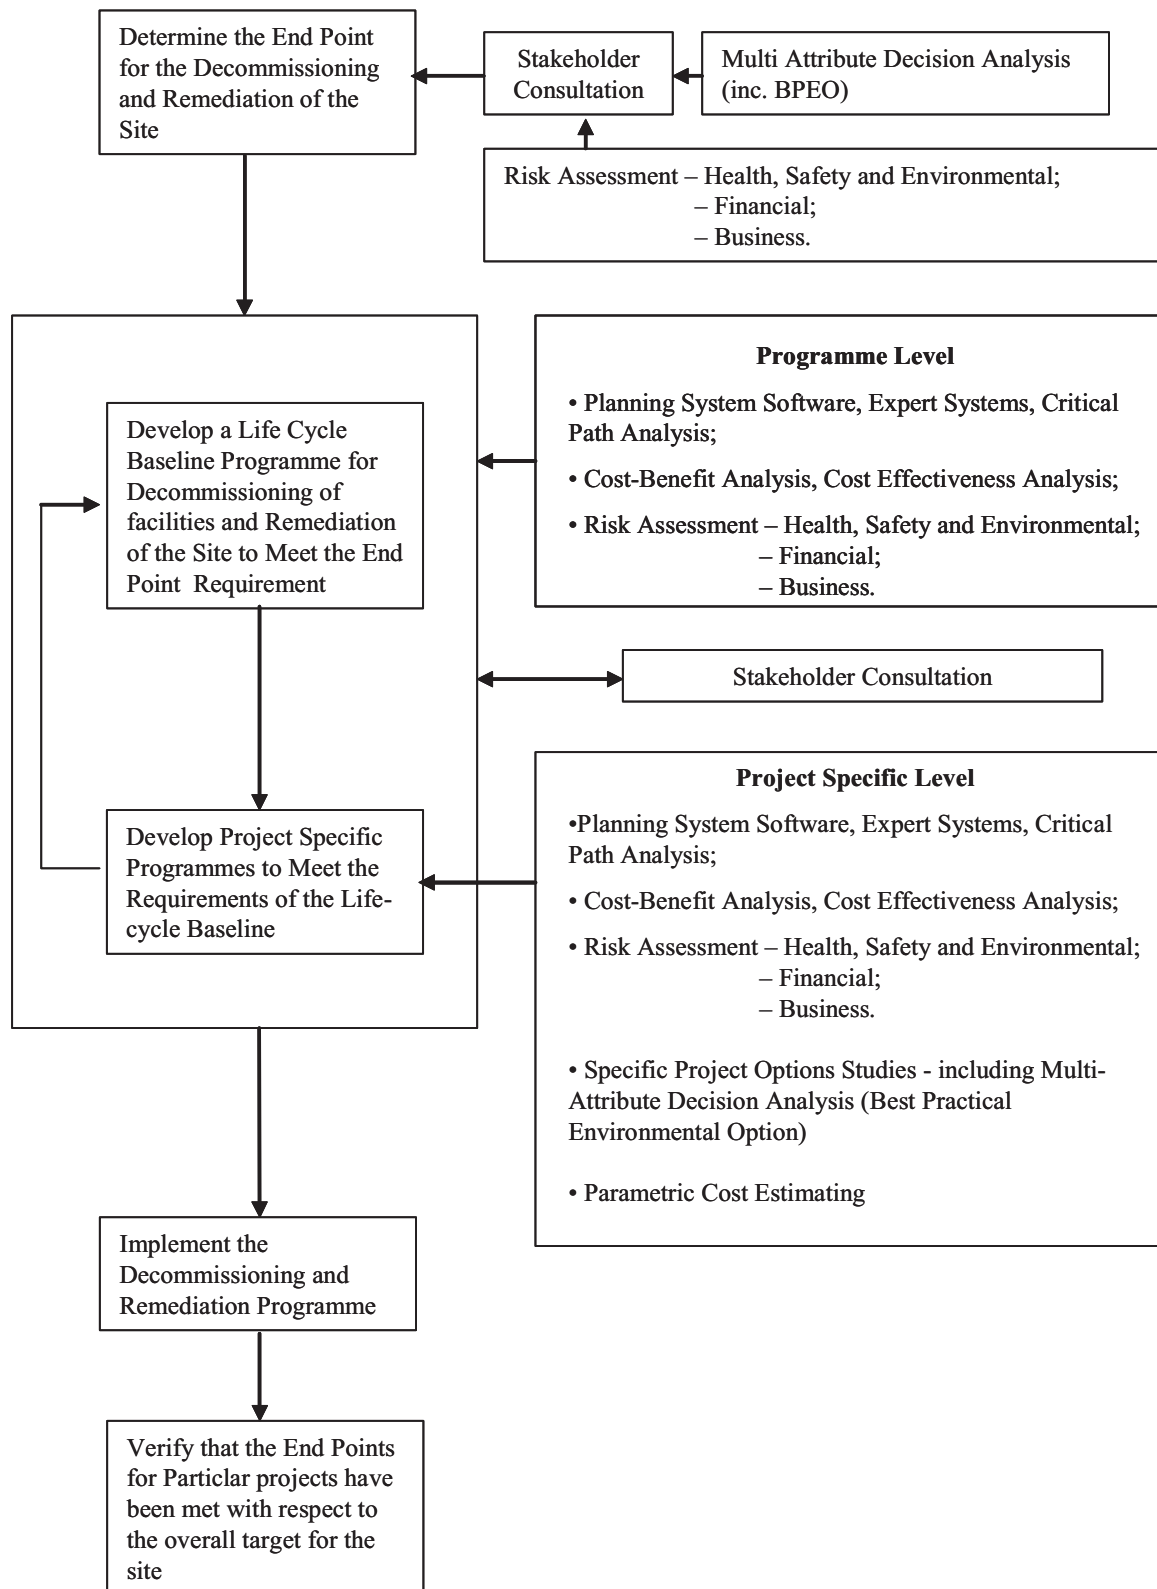 Determine the End Point
for the Decommissioning
and Remediation of the
Site
Stakeholder
Consultation
Multi Attribute Decision Analysis
(inc. BPEO)
Risk Assessment – Health, Safety and Environmental;
– Financial;
– Business.
Programme Level
• Planning System Software, Expert Systems, Critical
Path Analysis;
• Cost-Benefit Analysis, Cost Effectiveness Analysis;
• Risk Assessment – Health, Safety and Environmental;
– Financial;
– Business.
Develop a Life Cycle
Baseline Programme for
Decommissioning of
facilities and Remediation
of the Site to Meet the End
Point Requirement
Stakeholder Consultation
Project Specific Level
•Planning System Software, Expert Systems, Critical
Path Analysis;
• Cost-Benefit Analysis, Cost Effectiveness Analysis;
• Risk Assessment – Health, Safety and Environmental;
– Financial;
– Business.
• Specific Project Options Studies - including Multi-
Attribute Decision Analysis (Best Practical
Environmental Option)
• Parametric Cost Estimating
Develop Project Specific
Programmes to Meet the
Requirements of the Life-
cycle Baseline
Implement the
Decommissioning and
Remediation Programme
Verify that the End Points
for Particlar projects have
been met with respect to
the overall target for the
site